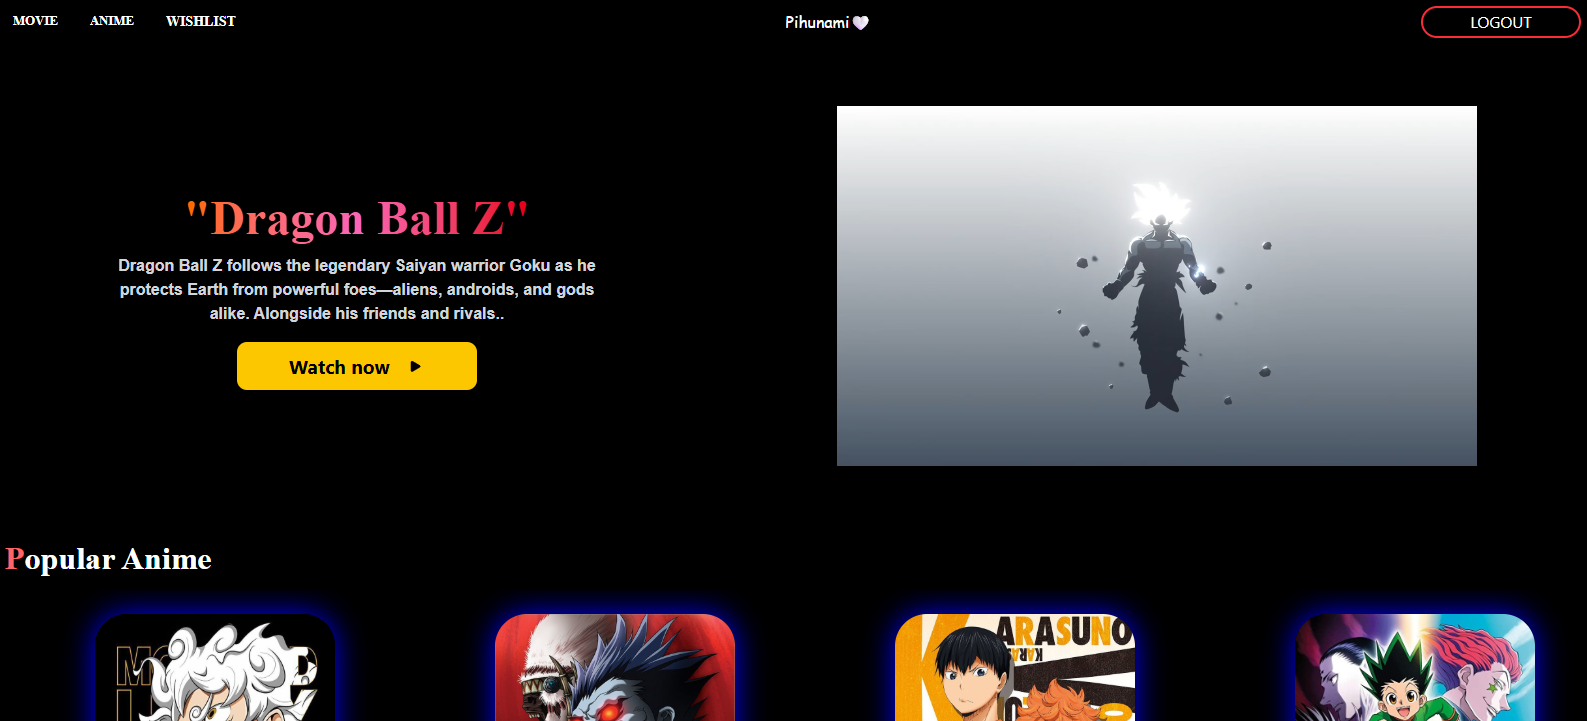 MOVIE ANIME WISHLIST Pihunami🤍 LOGOUT
"Dragon Ball Z"
Dragon Ball Z follows the legendary Saiyan warrior Goku as he
protects Earth from powerful foes—aliens, androids, and gods
alike. Alongside his friends and rivals..
Watch now
Popular Anime
ARASUNO